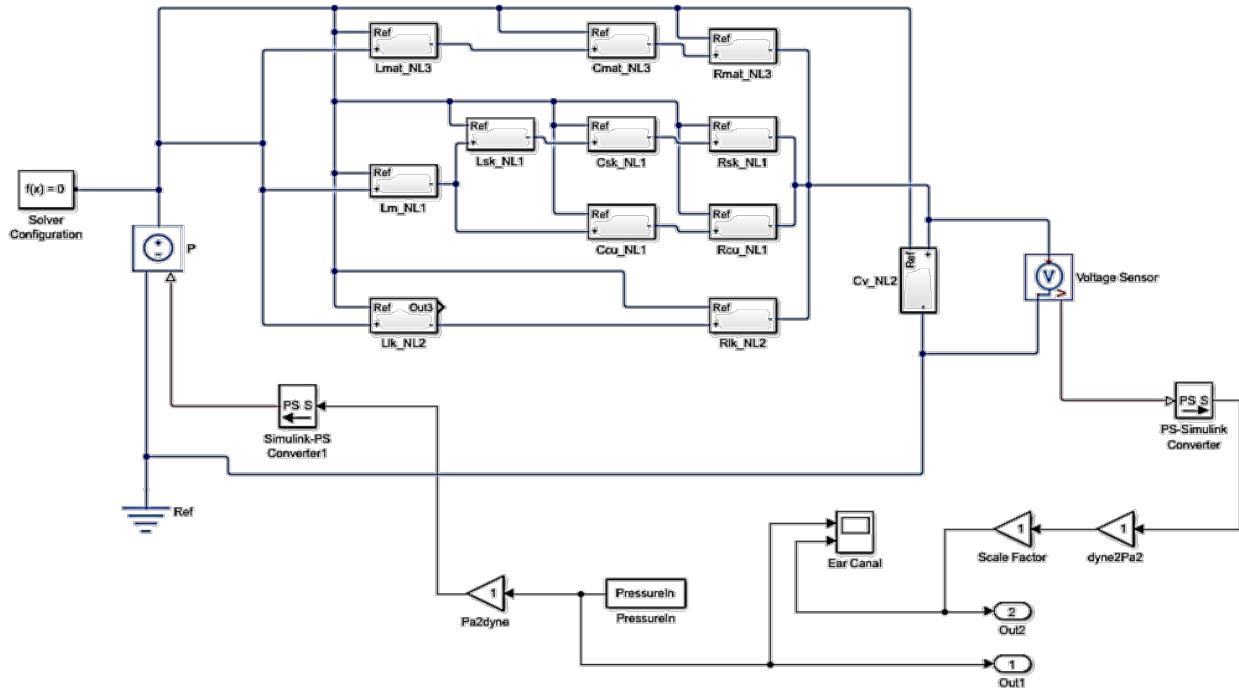 Ref
Lmat_NL3
Ref
Cmat_NL3
Ref
Rmat_NL3
Ref
Lsk_NL1
Ref
Csk_NL1
Ref
Rsk_NL1
Ref
Lm_NL1
Ref
Ccu_NL1
Ref
Rcu_NL1
f(x) = 0
Solver
Configuration
P
Ref
Out3
Llk_NL2
Ref
Rlk_NL2
Ref
Cv_NL2
V
V
Voltage Sensor
PS S
Simulink-PS
Converter1
PS S
PS-Simulink
Converter
Ref
Ear Canal
1
Scale Factor
1
dyne2Pa2
1
Pa2dyne
PressureIn
PressureIn
2
Out2
1
Out1